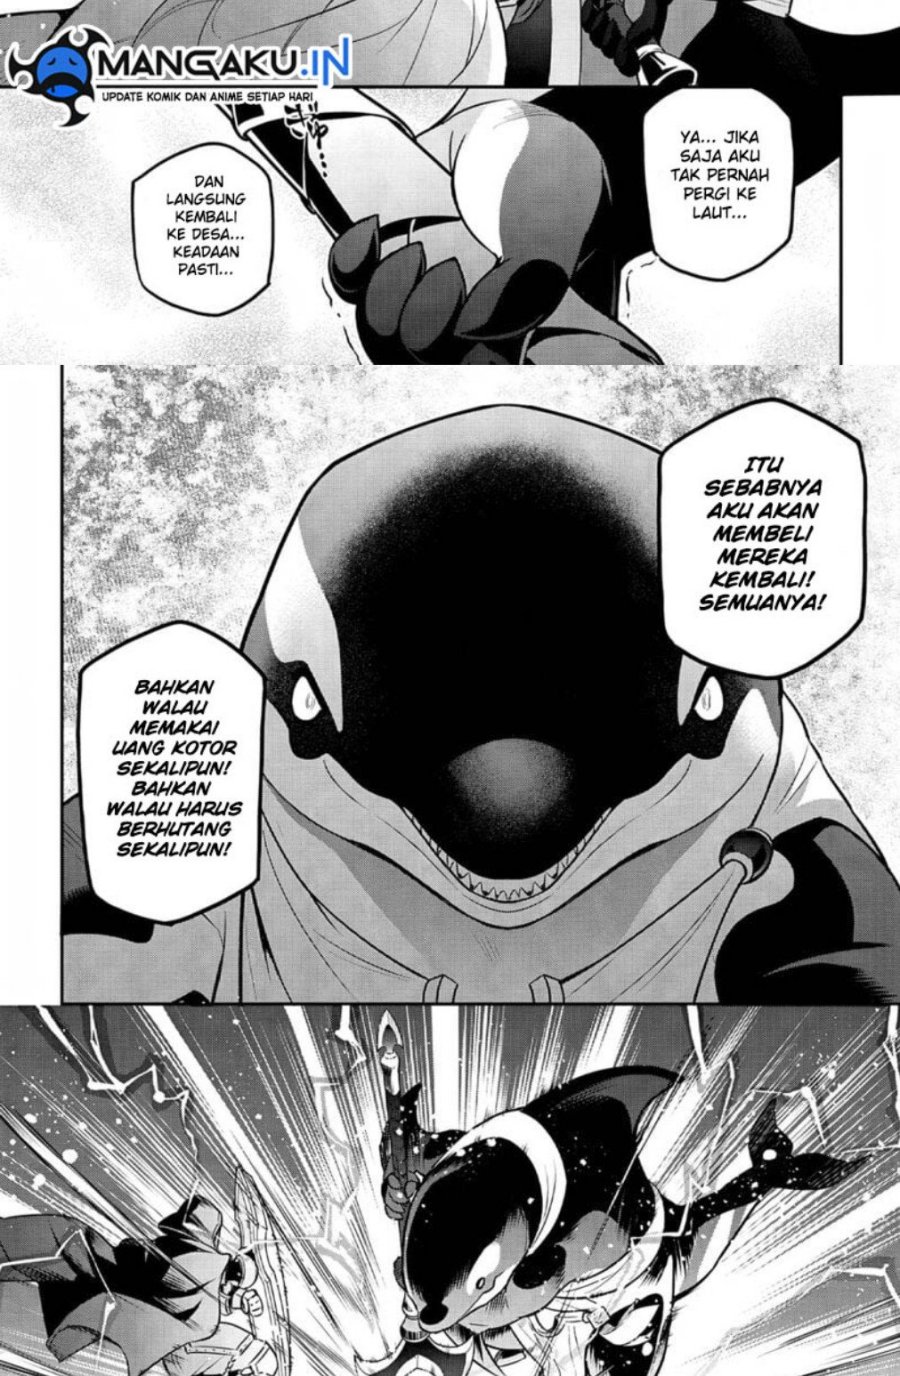 MANGAKU.IN
UPDATE KOMIK DAN ANIME SETIAP HARI
YA... JIKA
SAJA AKU
TAK PERNAH
PERGI KE
LAUT...
DAN
LANGSUNG
KEMBALI
KE DESA...
KEADAAN
PASTI...
ITU
SEBABNYA
AKU AKAN
MEMBELI
MEREKA
KEMBALI!
SEMUANYA!
BAHKAN
WALAU
MEMAKAI
UANG KOTOR
SEKALIPUN!
BAHKAN
WALAU HARUS
BERHUTANG
SEKALIPUN!